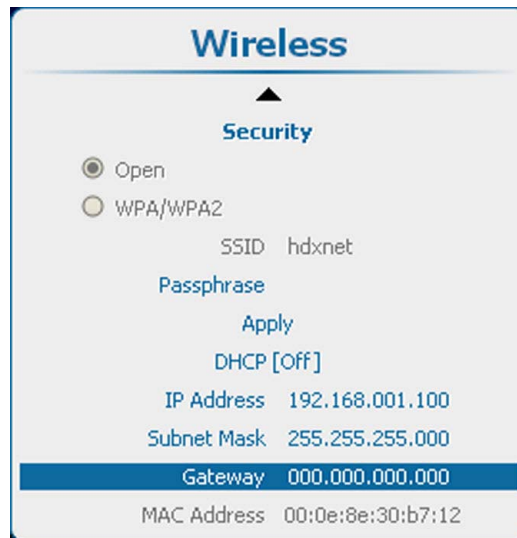 Wireless
Security
Open
WPA/WPA2
SSID hdxnet
Passphrase
Apply
DHCP [Off]
IP Address 192.168.001.100
Subnet Mask 255.255.255.000
Gateway 000.000.000.000
MAC Address 00:0e:8e:30:b7:12